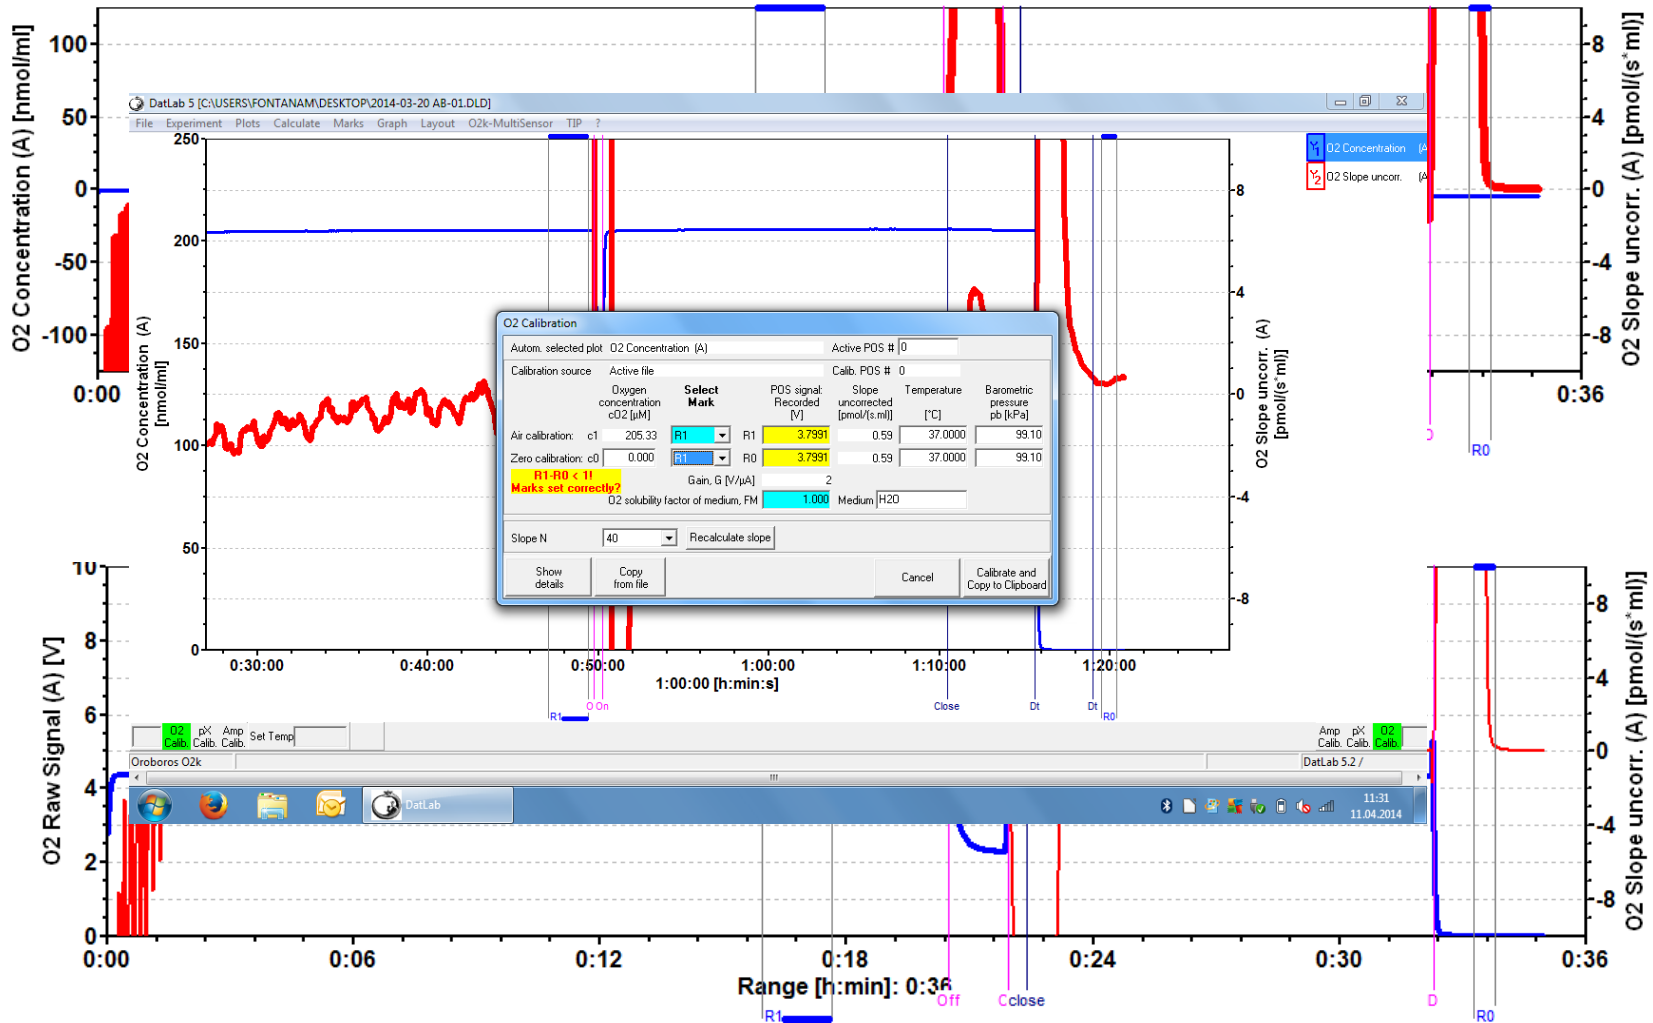 O2 Concentration (A) [nmol/ml]
100
50
0
-50
-100
0:00
8
4
0
-4
-8
0:36
O2 Slope uncorr. (A) [pmol/(s*ml)]
R0
DatLab 5 [C:\USERS\FONTANAM\DESKTOP\2014-03-20 AB-01.DLD]
File Experiment Plots Calculate Marks Graph Layout O2k-MultiSensor TIP ?
Y1 O2 Concentration
Y2 O2 Slope uncorr.
O2 Concentration (A)
[nmol/ml]
250
200
150
100
50
0
8
4
0
-4
-8
O2 Slope uncorr. (A)
[pmol/(s*ml)]
O2 Calibration
Autom. selected plot O2 Concentration (A) Active POS # 0
Calibration source Active file Calib. POS # 0
Oxygen Select POS signal: Slope Temperature Barometric
concentration Mark Recorded uncorrected pressure
cO2 [µM] [V] [pmol/(s.ml)] [°C] pb [kPa]
Air calibration: c1 205.33 R1 R1 3.7991 0.59 37.0000 99.10
Zero calibration: c0 0.000 R1 R0 3.7991 0.59 37.0000 99.10
R1-R0 < 1!
Marks set correctly?
Gain, G [V/µA] 2
O2 solubility factor of medium, FM 1.000 Medium H2O
Slope N 40 Recalculate slope
Show details
Copy from file
Cancel
Calibrate and Copy to Clipboard
0:30:00 0:40:00 0:50:00 1:00:00 1:10:00 1:20:00
1:00:00 [h:min:s]
R1 O On Close Dt Dt R0
O2 Calib. pX Calib. Amp Calib. Set Temp
Amp Calib. pX Calib. O2 Calib.
Oroboros O2k
DatLab 5.2 /
DatLab
11:31
11.04.2014
O2 Raw Signal (A) [V]
10
8
6
4
2
0
8
4
0
-4
-8
O2 Slope uncorr. (A) [pmol/(s*ml)]
0:00 0:06 0:12 0:18 0:24 0:30 0:36
Range [h:min]: 0:36
R1 Off C close D R0